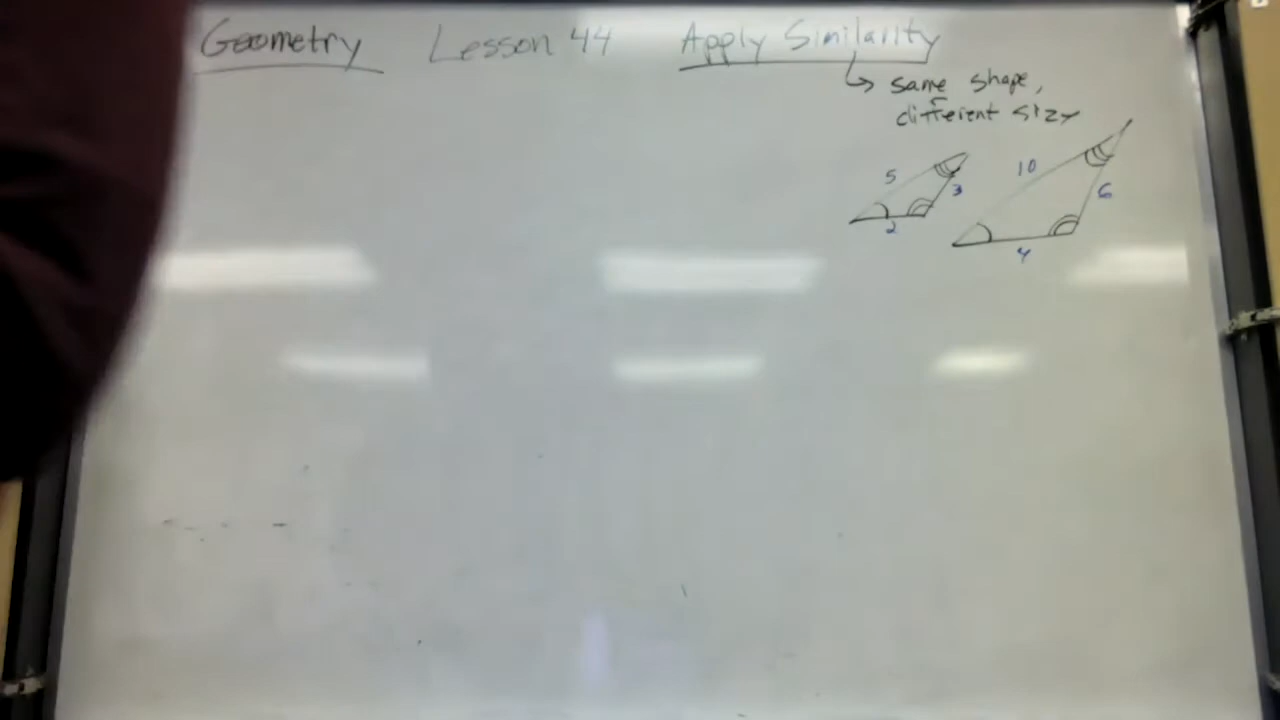 Geometry Lesson 44 Apply Similarity
↳ same shape,
different size
5 3 2
10 6 4